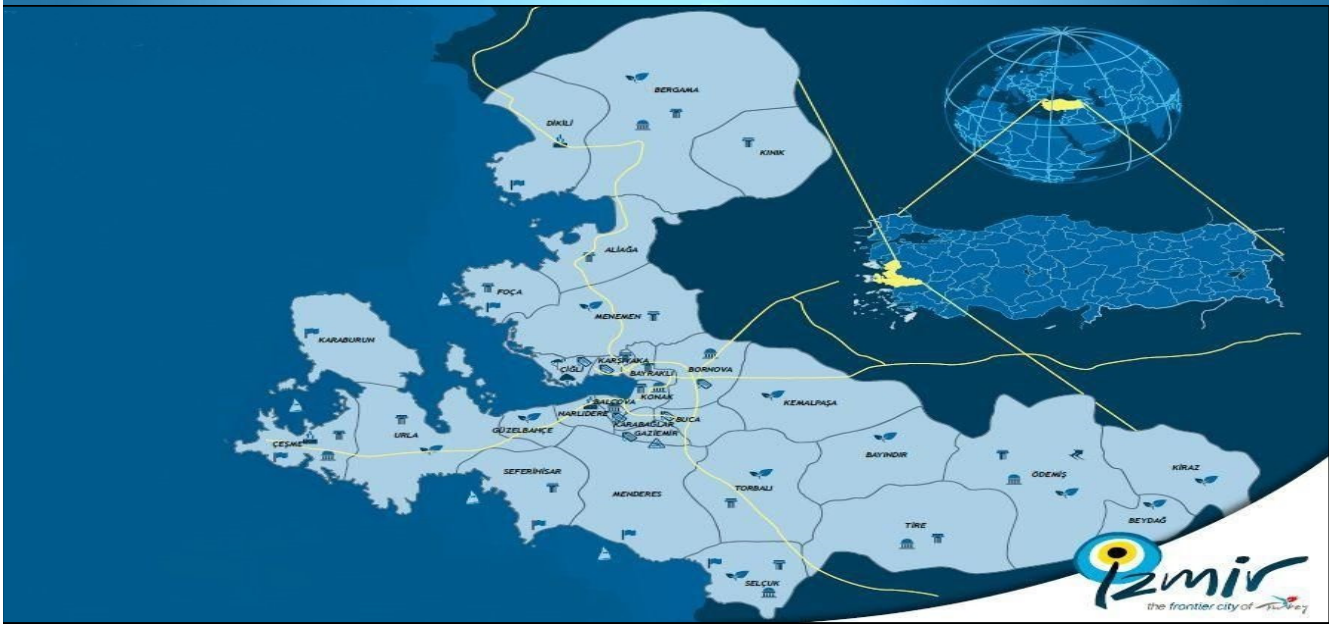 BERGAMA
DİKİLİ
KINIK
ALİAĞA
FOÇA
MENEMEN
KARABURUN
KARŞIYAKA
ÇİĞLİ
BAYRAKLI
BORNOVA
KONAK
BALÇOVA
KEMALPAŞA
NARLIDERE
BUCA
KARABAĞLAR
GÜZELBAHÇE
GAZİEMİR
URLA
ÇEŞME
BAYINDIR
SEFERİHİSAR
ÖDEMİŞ
KİRAZ
MENDERES
TORBALI
BEYDAĞ
TİRE
SELÇUK
izmir
the frontier city of Turkey